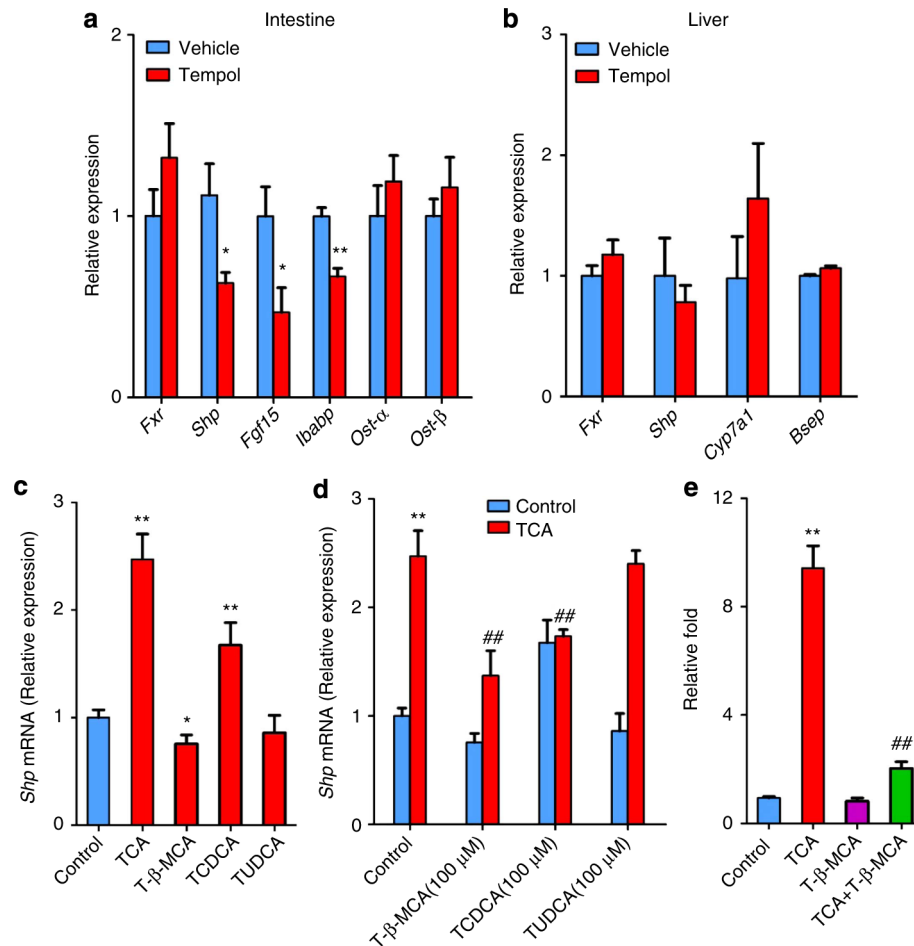 a Intestine
2
Vehicle
Tempol
**
*
*
1
0
Relative expression
Fxr Shp Fgf15 Ibabp Ost-α Ost-β
b Liver
3
Vehicle
Tempol
2
1
0
Relative expression
Fxr Shp Cyp7a1 Bsep
c
3
**
**
*
2
1
0
Shp mRNA (Relative expression)
Control TCA T-β-MCA TCDCA TUDCA
d
3
Control
TCA
**
##
##
2
1
0
Shp mRNA (Relative expression)
Control T-β-MCA(100 μM) TCDCA(100 μM) TUDCA(100 μM)
e
12
**
##
8
4
0
Relative fold
Control TCA T-β-MCA TCA+T-β-MCA